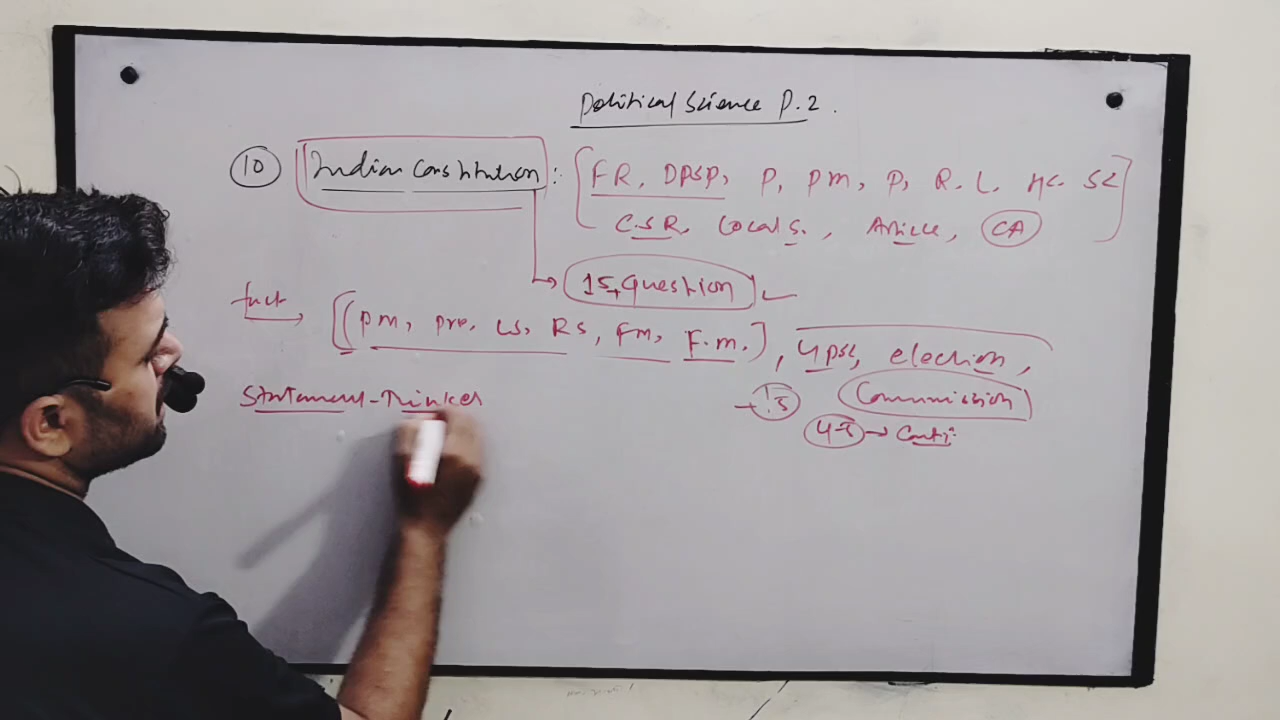 Political Science P.2.
10 Indian Constitution : [FR, DPSP, P, PM, P, R. L. HC. SC
C.S.R, Local S., Article, CA]
15+ Question
fact, [(PM, Pre. LS, RS, FM, F.M.], UPSC, election,
Commission
Statement-Thinker